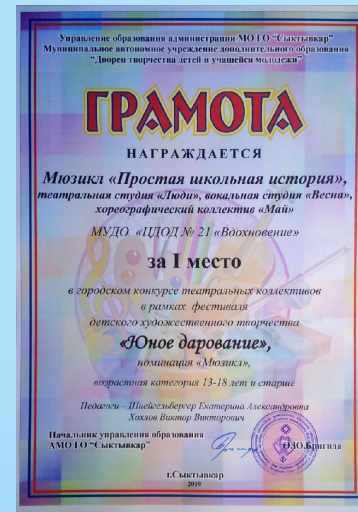 Управление образования администрации МО ГО "Сыктывкар"
Муниципальное автономное учреждение дополнительного образования
"Дворец творчества детей и учащейся молодежи"
ГРАМОТА
НАГРАЖДАЕТСЯ
Мюзикл «Простая школьная история»,
театральная студия «Люди», вокальная студия «Весна»,
хореографический коллектив «Май»
МУДО «ЦДОД № 21 «Вдохновение»
за I место
в городском конкурсе театральных коллективов
в рамках фестиваля
детского художественного творчества
«Юное дарование»,
номинация «Мюзикл»,
возрастная категория 13-18 лет и старше
Педагоги – Швейгельбергер Екатерина Александровна
Хохлов Виктор Викторович
Начальник управления образования
АМО ГО "Сыктывкар"
О.Ю.Бригида
г.Сыктывкар
2019